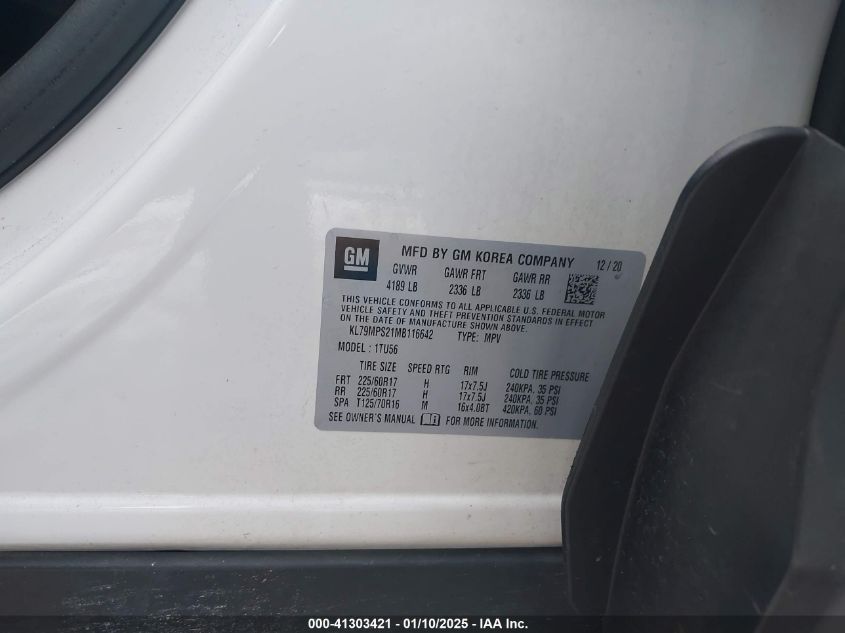 GM
MFD BY GM KOREA COMPANY 12/20
GVWR GAWR FRT GAWR RR
4189 LB 2336 LB 2336 LB
THIS VEHICLE CONFORMS TO ALL APPLICABLE U.S. FEDERAL MOTOR
VEHICLE SAFETY AND THEFT PREVENTION STANDARDS IN EFFECT ON
THE DATE OF MANUFACTURE SHOWN ABOVE.
KL79MPS21MB116642 TYPE: MPV
MODEL: 1TU56
TIRE SIZE SPEED RTG RIM COLD TIRE PRESSURE
FRT 225/60R17 H 17x7.5J 240KPA, 35 PSI
RR 225/60R17 H 17x7.5J 240KPA, 35 PSI
SPA T125/70R16 M 16x4.0BT 420KPA, 60 PSI
SEE OWNER'S MANUAL FOR MORE INFORMATION.
000-41303421 - 01/10/2025 - IAA Inc.